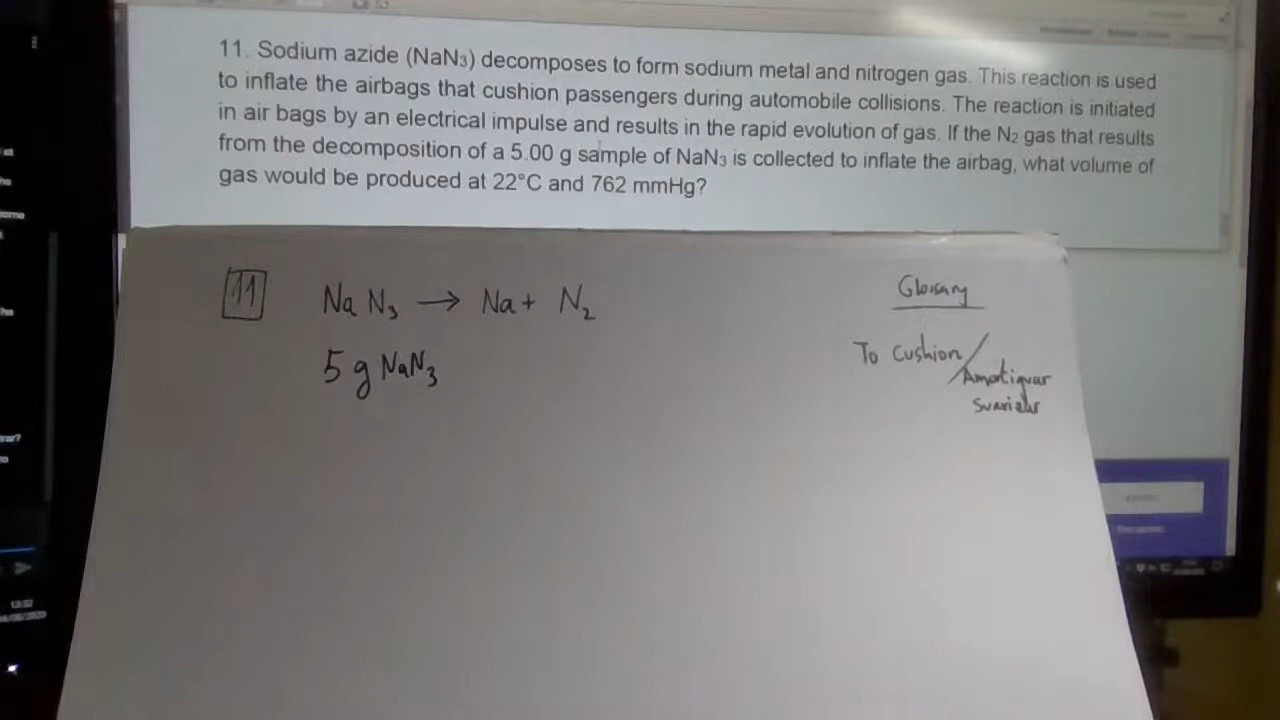 11. Sodium azide (NaN3) decomposes to form sodium metal and nitrogen gas. This reaction is used
to inflate the airbags that cushion passengers during automobile collisions. The reaction is initiated
in air bags by an electrical impulse and results in the rapid evolution of gas. If the N2 gas that results
from the decomposition of a 5.00 g sample of NaN3 is collected to inflate the airbag, what volume of
gas would be produced at 22°C and 762 mmHg?
11 Na N3 → Na + N2
5 g NaN3
Glossary
To Cushion/
Amortiguar
suavizar